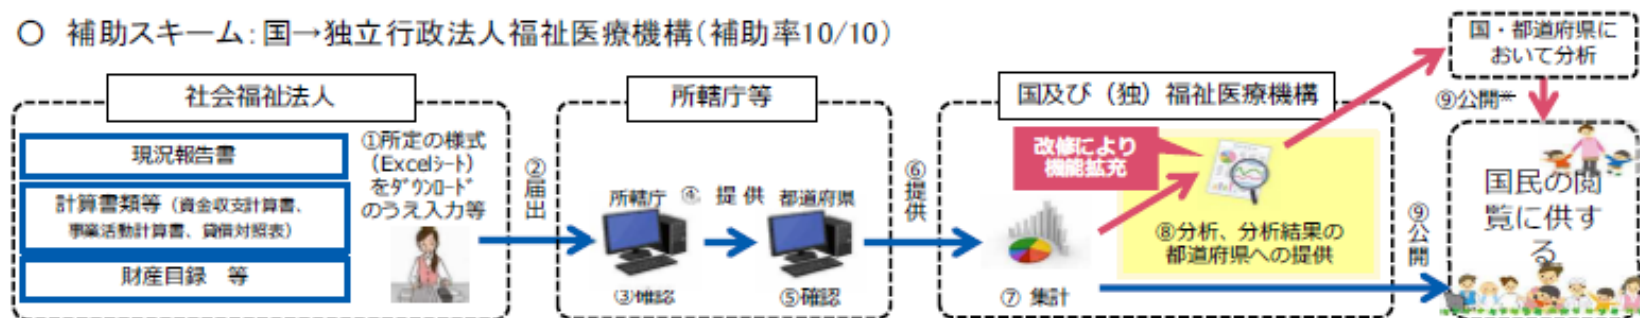 ○ 補助スキーム：国→独立行政法人福祉医療機構（補助率10/10）
社会福祉法人
現況報告書
計算書類等（資金収支計算書、
事業活動計算書、貸借対照表）
財産目録　等
①所定の様式
（Excelｼｰﾄ）
をﾀﾞｳﾝﾛｰﾄﾞ
のうえ入力等
②届出
所轄庁等
所轄庁
④ 提供
都道府県
③確認
⑤確認
⑥提供
国及び（独）福祉医療機構
改修により
機能拡充
⑦ 集計
⑧分析、分析結果の
都道府県への提供
国・都道府県に
おいて分析
⑨公開※
⑨公開
国民の閲
覧に供す
る